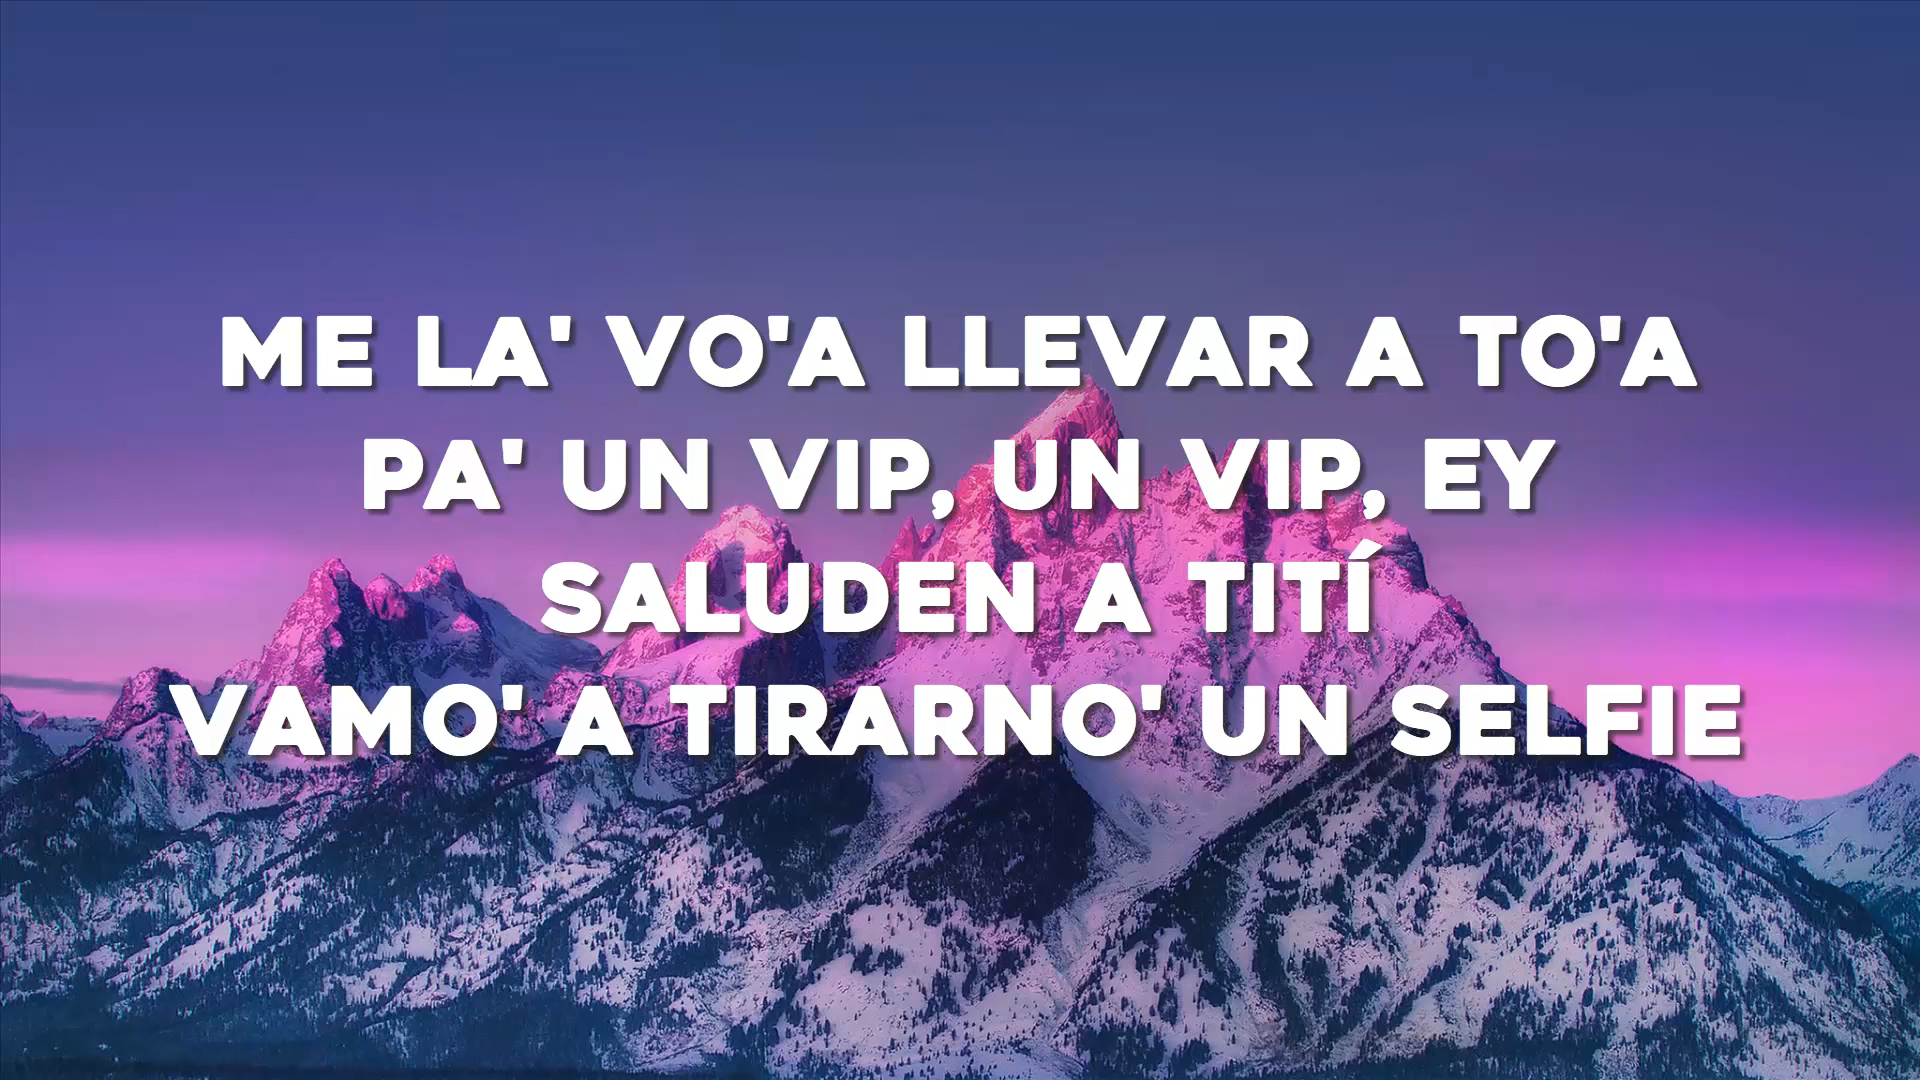 ME LA' VO'A LLEVAR A TO'A
PA' UN VIP, UN VIP, EY
SALUDEN A TITÍ
VAMO' A TIRARNO' UN SELFIE